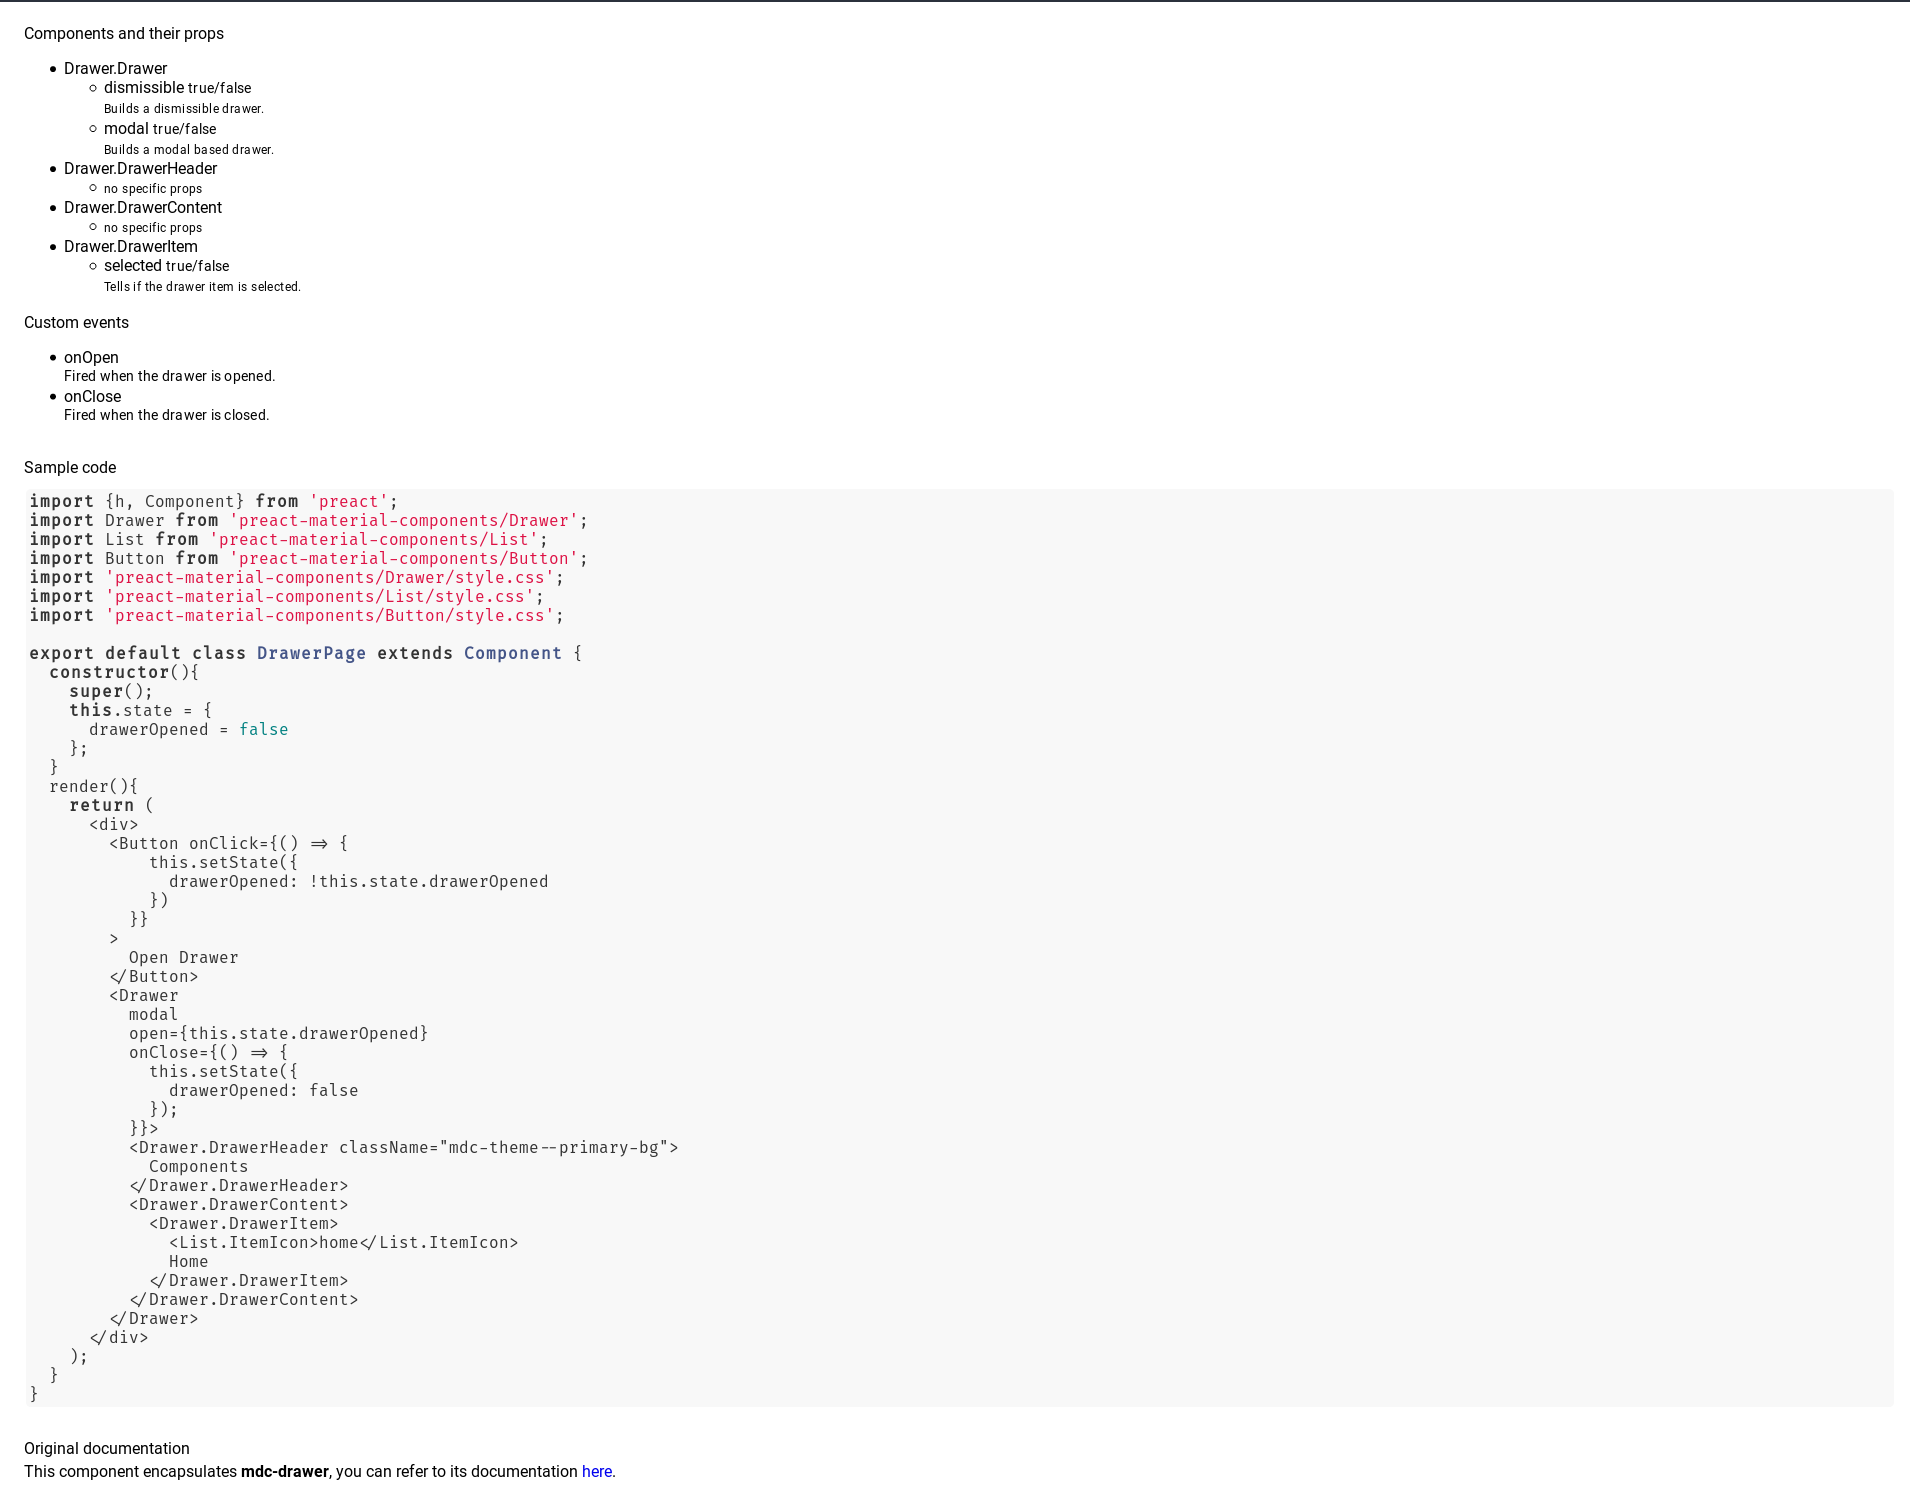 Components and their props
Drawer.Drawer
dismissible true/false
Builds a dismissible drawer.
modal true/false
Builds a modal based drawer.
Drawer.DrawerHeader
no specific props
Drawer.DrawerContent
no specific props
Drawer.DrawerItem
selected true/false
Tells if the drawer item is selected.
Custom events
onOpen
Fired when the drawer is opened.
onClose
Fired when the drawer is closed.
Sample code
import {h, Component} from 'preact';
import Drawer from 'preact-material-components/Drawer';
import List from 'preact-material-components/List';
import Button from 'preact-material-components/Button';
import 'preact-material-components/Drawer/style.css';
import 'preact-material-components/List/style.css';
import 'preact-material-components/Button/style.css';

export default class DrawerPage extends Component {
  constructor(){
    super();
    this.state = {
      drawerOpened = false
    };
  }
  render(){
    return (
      <div>
        <Button onClick={() => {
            this.setState({
              drawerOpened: !this.state.drawerOpened
            })
          }}
        >
          Open Drawer
        </Button>
        <Drawer
          modal
          open={this.state.drawerOpened}
          onClose={() => {
            this.setState({
              drawerOpened: false
            });
          }}>
          <Drawer.DrawerHeader className="mdc-theme--primary-bg">
            Components
          </Drawer.DrawerHeader>
          <Drawer.DrawerContent>
            <Drawer.DrawerItem>
              <List.ItemIcon>home</List.ItemIcon>
              Home
            </Drawer.DrawerItem>
          </Drawer.DrawerContent>
        </Drawer>
      </div>
    );
  }
}
Original documentation
This component encapsulates mdc-drawer, you can refer to its documentation here.